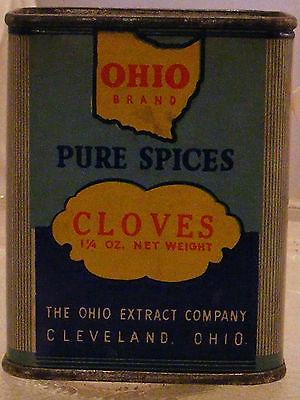 OHIO
BRAND
PURE SPICES
CLOVES
1¼ OZ. NET WEIGHT
THE OHIO EXTRACT COMPANY
CLEVELAND, OHIO.